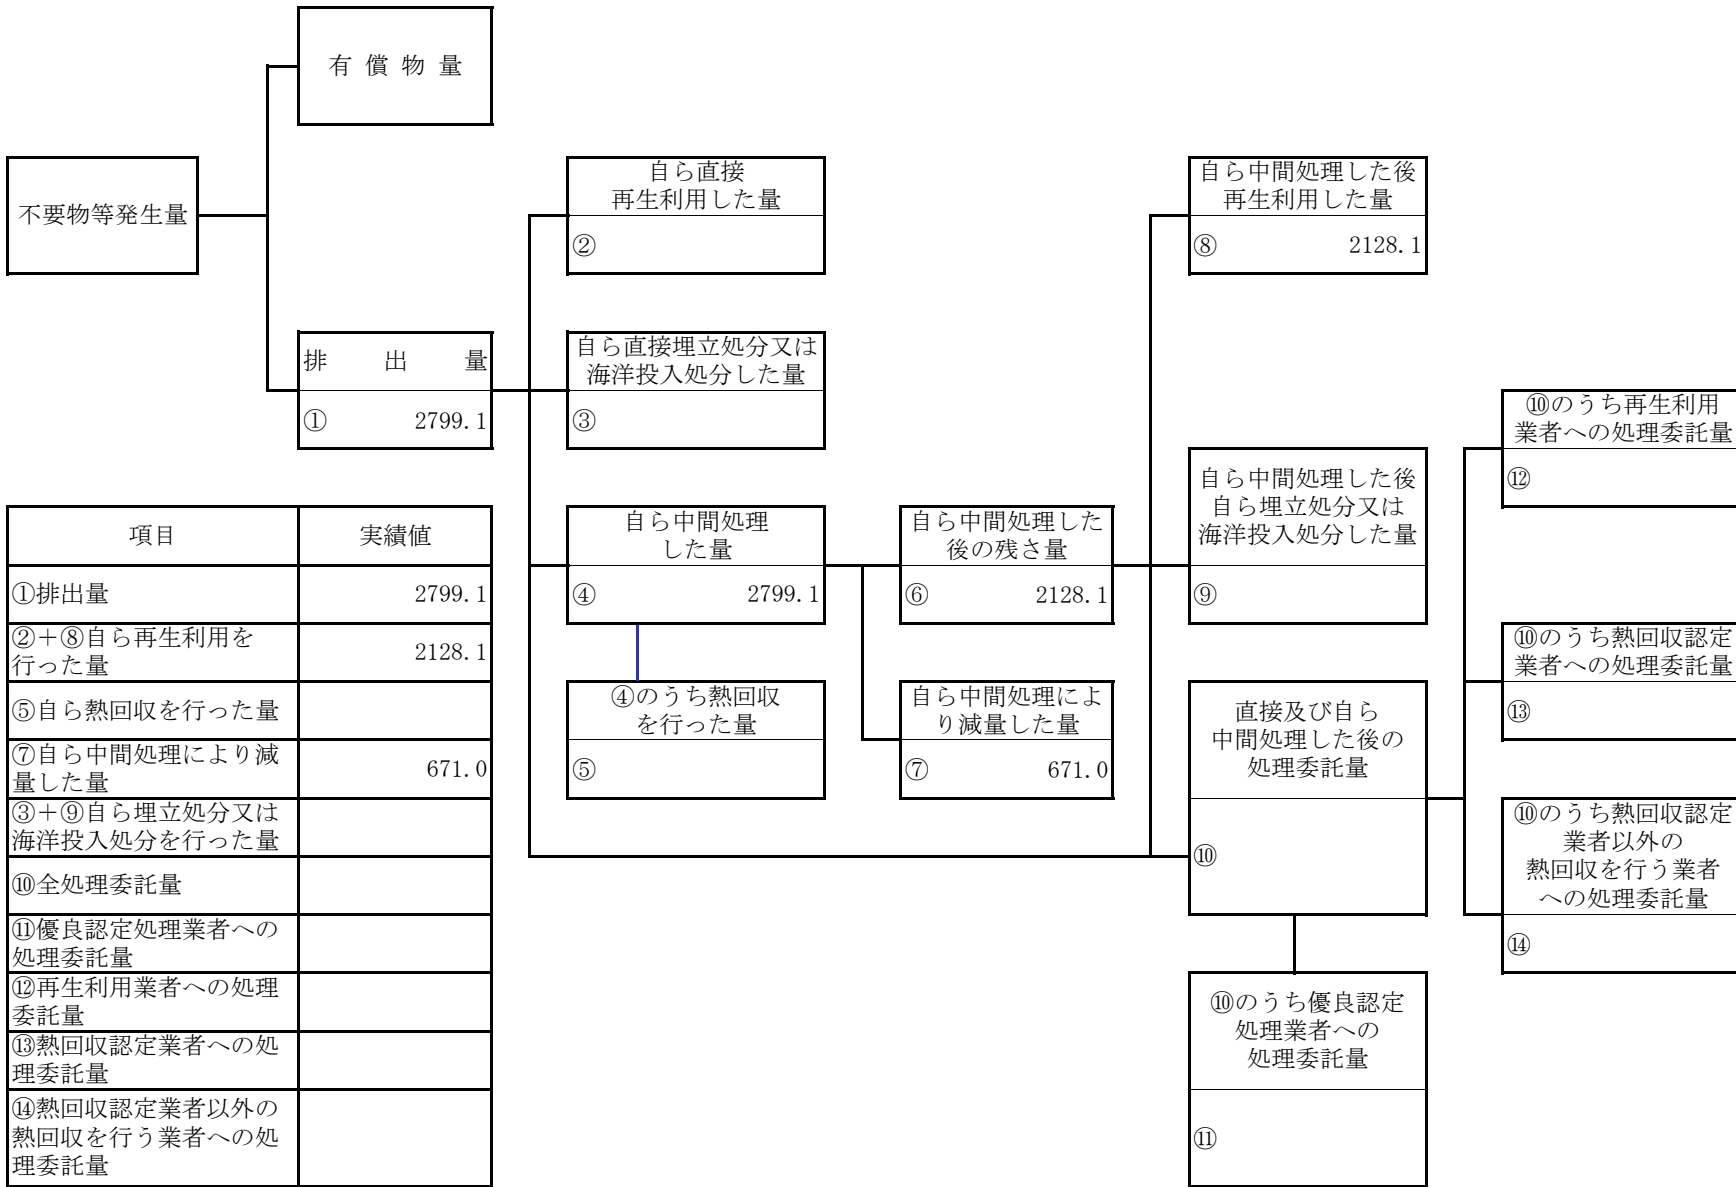 有 償 物 量
不要物等発生量
自ら直接
再生利用した量
②
自ら中間処理した後
再生利用した量
⑧ 2128.1
排 出 量
① 2799.1
自ら直接埋立処分又は
海洋投入処分した量
③
⑩のうち再生利用
業者への処理委託量
⑫
自ら中間処理した後
自ら埋立処分又は
海洋投入処分した量
⑨
自ら中間処理
した量
④ 2799.1
自ら中間処理した
後の残さ量
⑥ 2128.1
⑩のうち熱回収認定
業者への処理委託量
⑬
④のうち熱回収
を行った量
⑤
自ら中間処理によ
り減量した量
⑦ 671.0
直接及び自ら
中間処理した後の
処理委託量
⑩
⑩のうち熱回収認定
業者以外の
熱回収を行う業者
への処理委託量
⑭
⑩のうち優良認定
処理業者への
処理委託量
⑪
項目 実績値
①排出量 2799.1
②＋⑧自ら再生利用を
行った量 2128.1
⑤自ら熱回収を行った量
⑦自ら中間処理により減
量した量 671.0
③＋⑨自ら埋立処分又は
海洋投入処分を行った量
⑩全処理委託量
⑪優良認定処理業者への
処理委託量
⑫再生利用業者への処理
委託量
⑬熱回収認定業者への処
理委託量
⑭熱回収認定業者以外の
熱回収を行う業者への処
理委託量